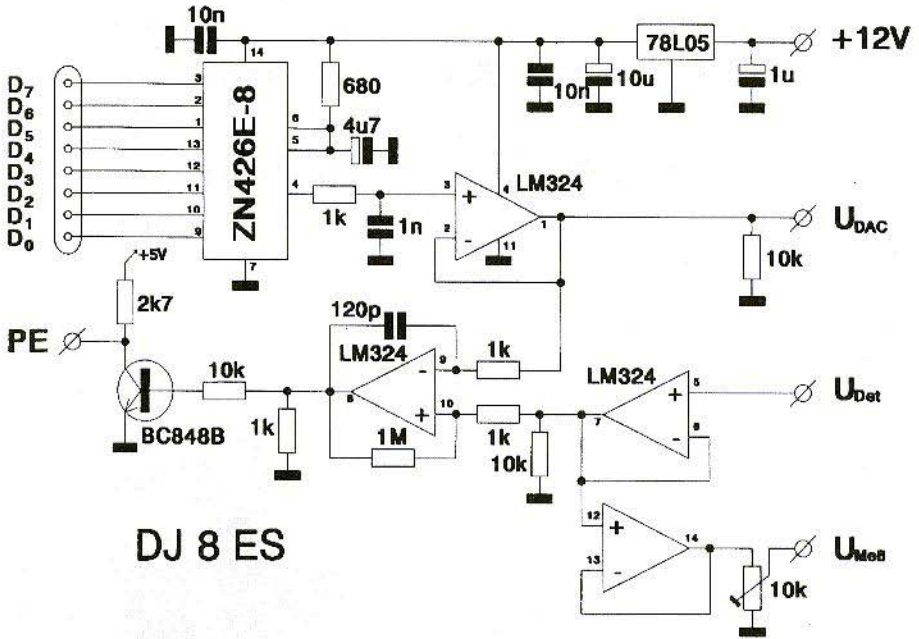 10n
14
78L05
+12V
680
10n
10u
1u
D7
D6
D5
D4
D3
D2
D1
D0
3
2
1
13
12
11
10
9
ZN426E-8
6
5
4
7
4u7
1k
1n
3
2
4
11
1
LM324
UDAC
10k
+5V
2k7
PE
10k
BC848B
1k
120p
LM324
9
10
8
1M
1k
1k
10k
LM324
5
6
7
UDet
12
13
14
10k
UMeß
DJ 8 ES